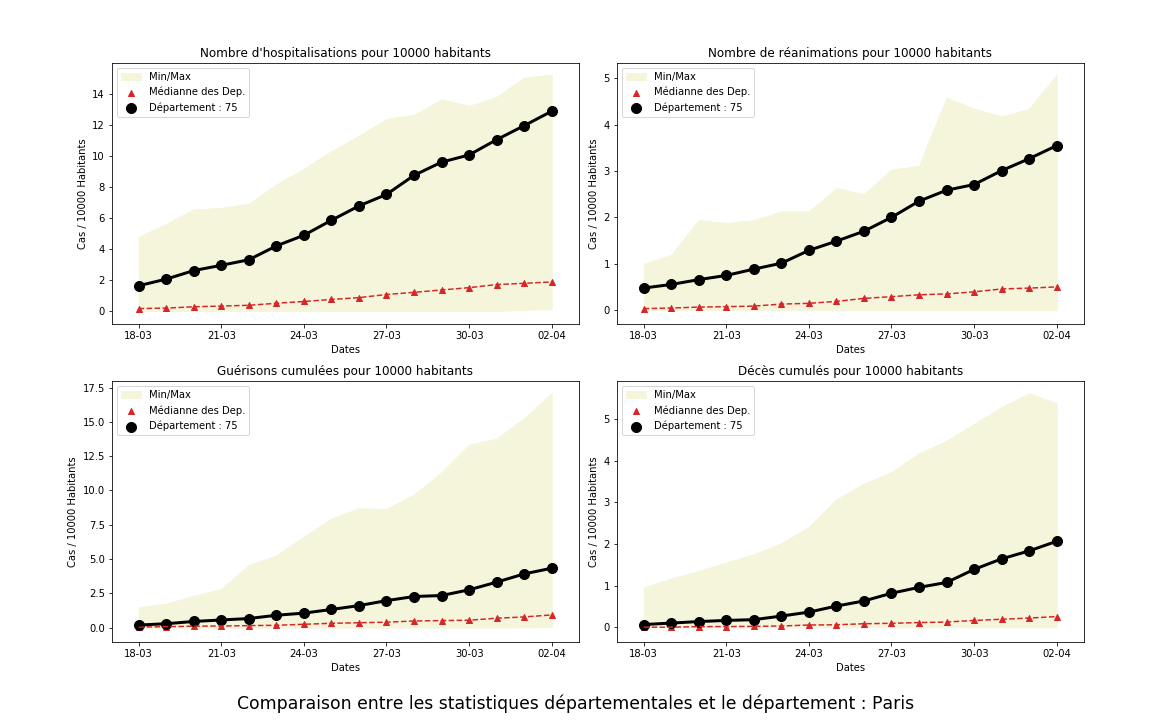 Nombre d'hospitalisations pour 10000 habitants
Min/Max
Médianne des Dep.
Département : 75
Cas / 10000 Habitants
14
12
10
8
6
4
2
0
18-03 21-03 24-03 27-03 30-03 02-04
Dates
Nombre de réanimations pour 10000 habitants
Min/Max
Médianne des Dep.
Département : 75
Cas / 10000 Habitants
5
4
3
2
1
0
18-03 21-03 24-03 27-03 30-03 02-04
Dates
Guérisons cumulées pour 10000 habitants
Min/Max
Médianne des Dep.
Département : 75
Cas / 10000 Habitants
17.5
15.0
12.5
10.0
7.5
5.0
2.5
0.0
18-03 21-03 24-03 27-03 30-03 02-04
Dates
Décès cumulés pour 10000 habitants
Min/Max
Médianne des Dep.
Département : 75
Cas / 10000 Habitants
5
4
3
2
1
0
18-03 21-03 24-03 27-03 30-03 02-04
Dates
Comparaison entre les statistiques départementales et le département : Paris